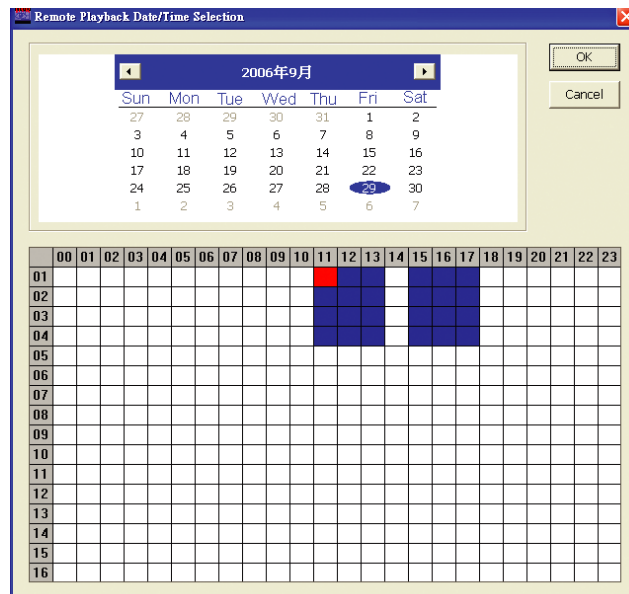 Remote Playback Date/Time Selection
OK
Cancel
2006年9月
Sun Mon Tue Wed Thu Fri Sat
27 28 29 30 31 1 2
3 4 5 6 7 8 9
10 11 12 13 14 15 16
17 18 19 20 21 22 23
24 25 26 27 28 29 30
1 2 3 4 5 6 7
00 01 02 03 04 05 06 07 08 09 10 11 12 13 14 15 16 17 18 19 20 21 22 23
01
02
03
04
05
06
07
08
09
10
11
12
13
14
15
16